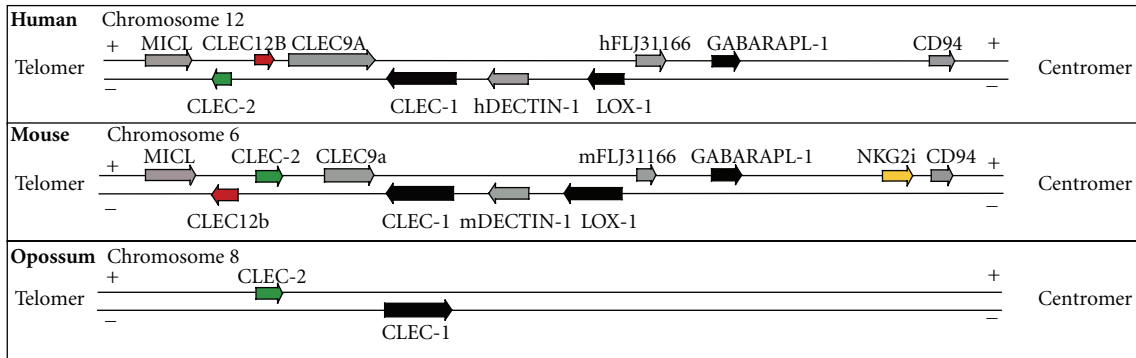 Human Chromosome 12
+ MICL CLEC12B CLEC9A hFLJ31166 GABARAPL-1 CD94 +
Telomer Centromer
– –
CLEC-2 CLEC-1 hDECTIN-1 LOX-1
Mouse Chromosome 6
+ MICL CLEC-2 CLEC9a mFLJ31166 GABARAPL-1 NKG2i CD94 +
Telomer Centromer
– –
CLEC12b CLEC-1 mDECTIN-1 LOX-1
Opossum Chromosome 8
+ CLEC-2 +
Telomer Centromer
– –
CLEC-1